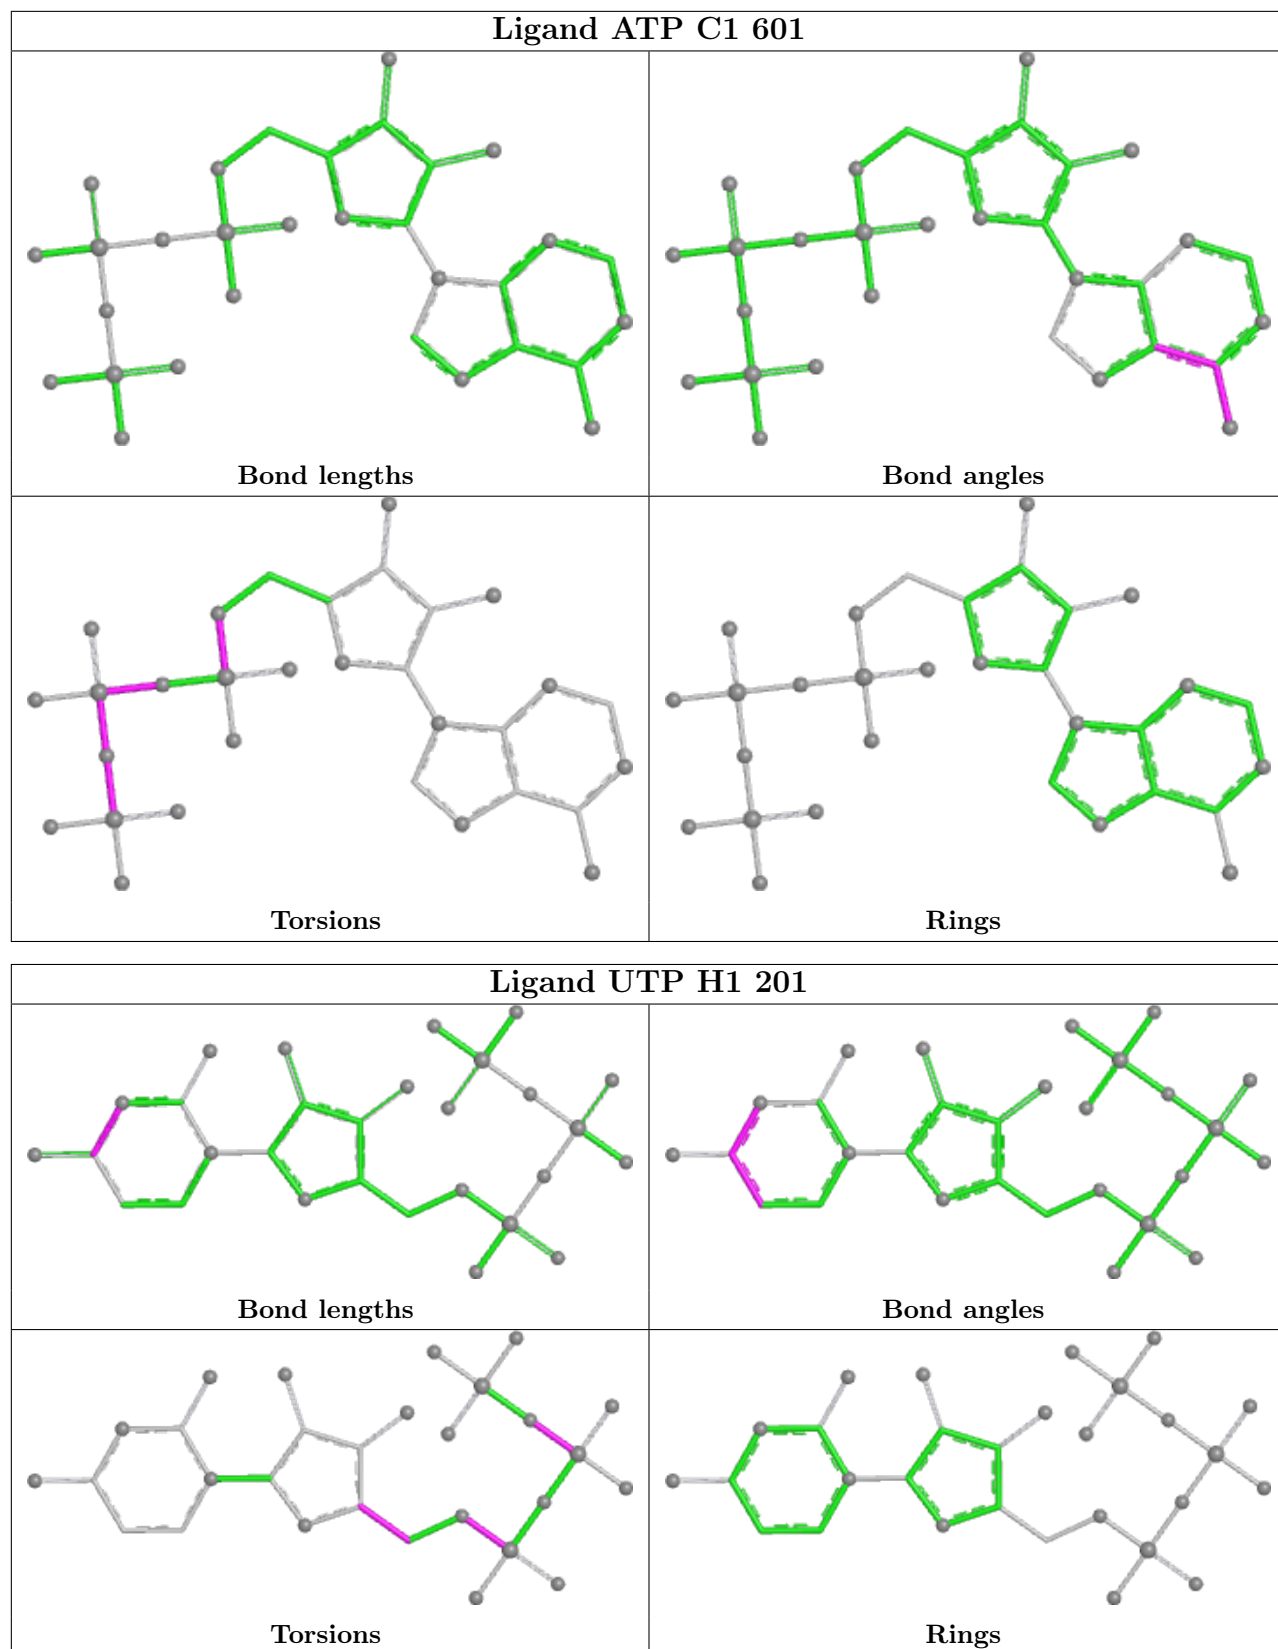 Ligand ATP C1 601
Bond lengths
Bond angles
Torsions
Rings
Ligand UTP H1 201
Bond lengths
Bond angles
Torsions
Rings